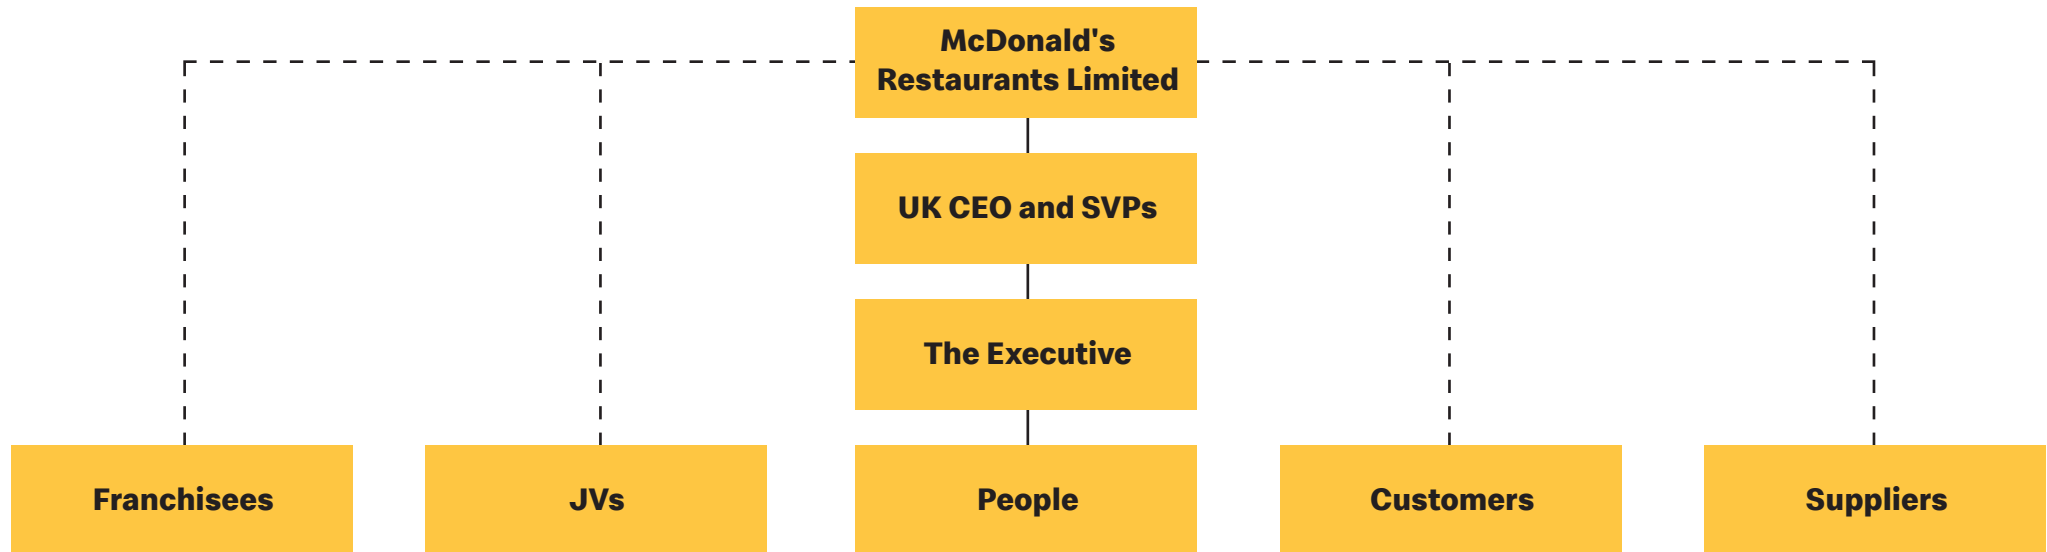 McDonald's
Restaurants Limited
UK CEO and SVPs
The Executive
Franchisees
JVs
People
Customers
Suppliers